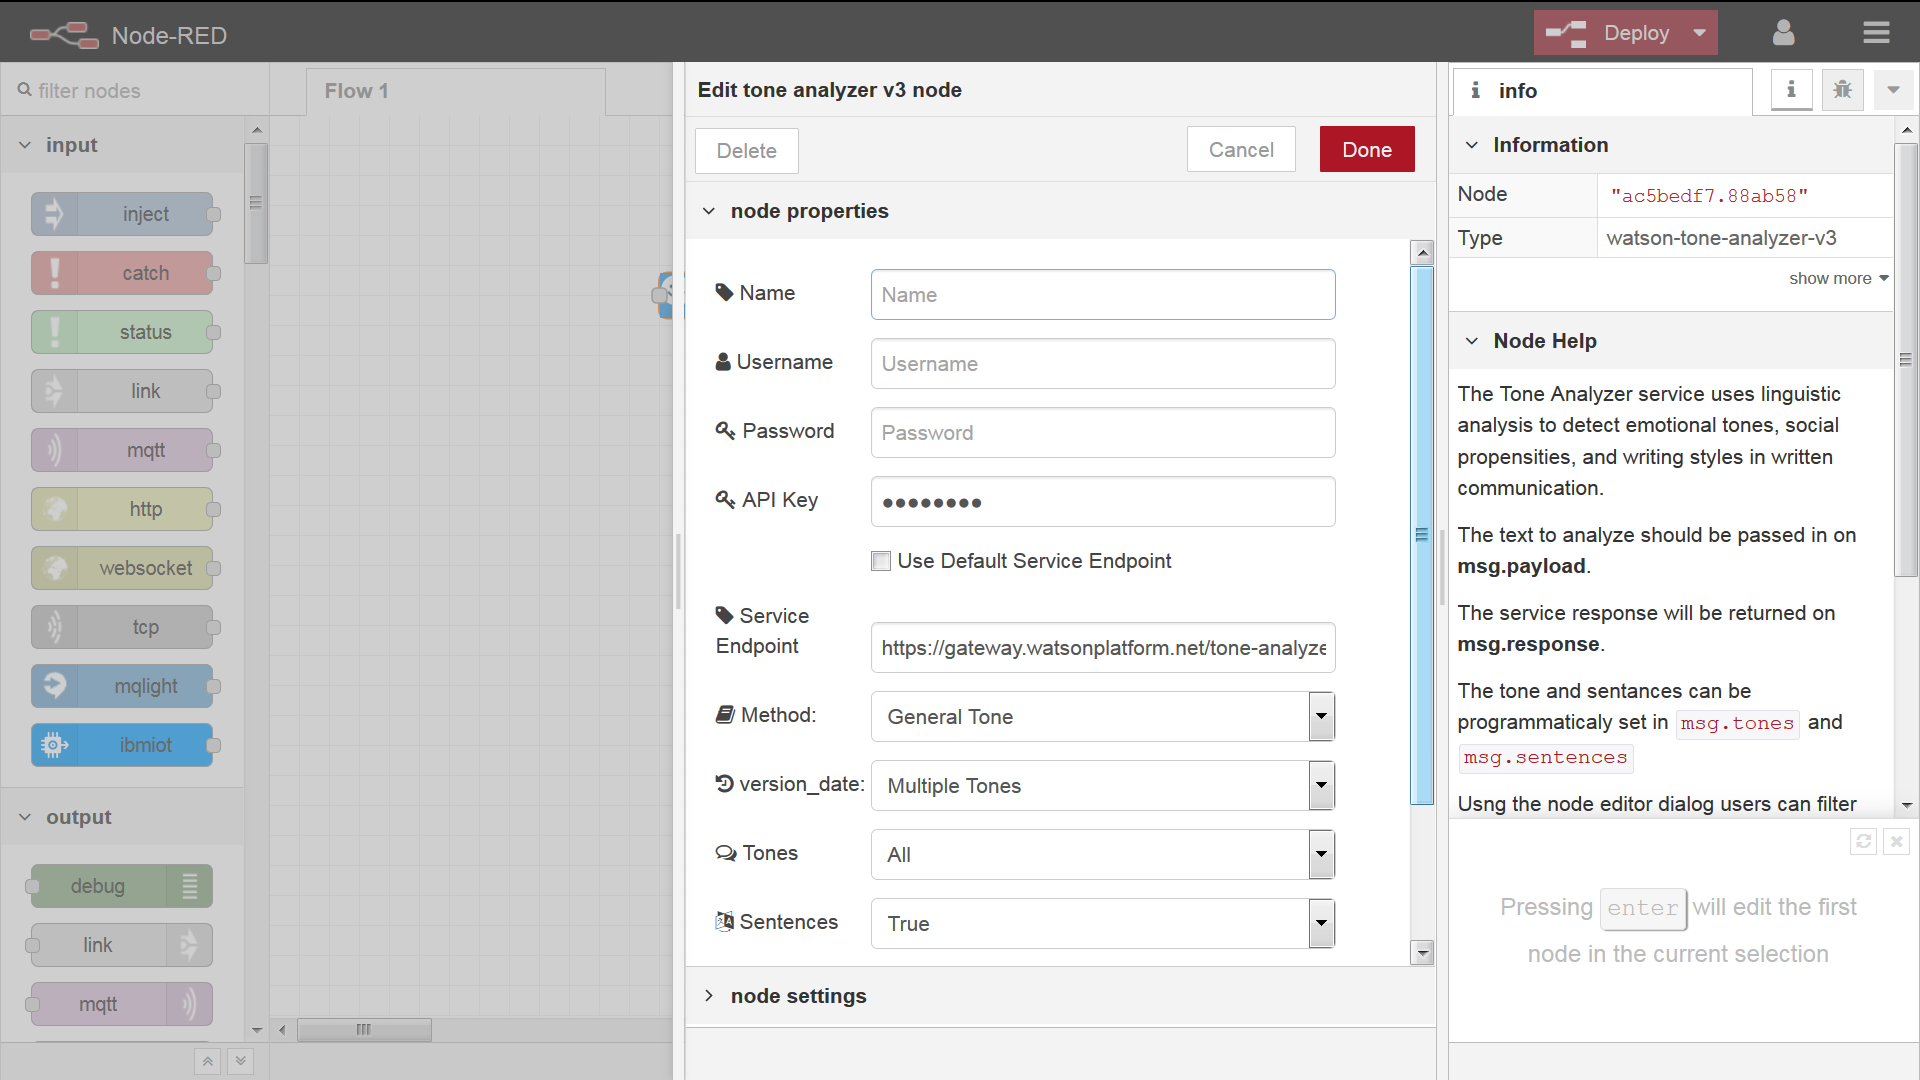 Node-RED
Deploy
filter nodes
Flow 1
input
inject
catch
status
link
mqtt
http
websocket
tcp
mqlight
ibmiot
output
debug
link
mqtt
Edit tone analyzer v3 node
Delete
Cancel
Done
node properties
Name
Name
Username
Username
Password
Password
API Key
●●●●●●●●
Use Default Service Endpoint
Service
Endpoint
https://gateway.watsonplatform.net/tone-analyze
Method:
General Tone
version_date:
Multiple Tones
Tones
All
Sentences
True
node settings
info
Information
Node
"ac5bedf7.88ab58"
Type
watson-tone-analyzer-v3
show more
Node Help
The Tone Analyzer service uses linguistic
analysis to detect emotional tones, social
propensities, and writing styles in written
communication.
The text to analyze should be passed in on
msg.payload.
The service response will be returned on
msg.response.
The tone and sentances can be
programmaticaly set in msg.tones and
msg.sentences
Usng the node editor dialog users can filter
Pressing enter will edit the first
node in the current selection